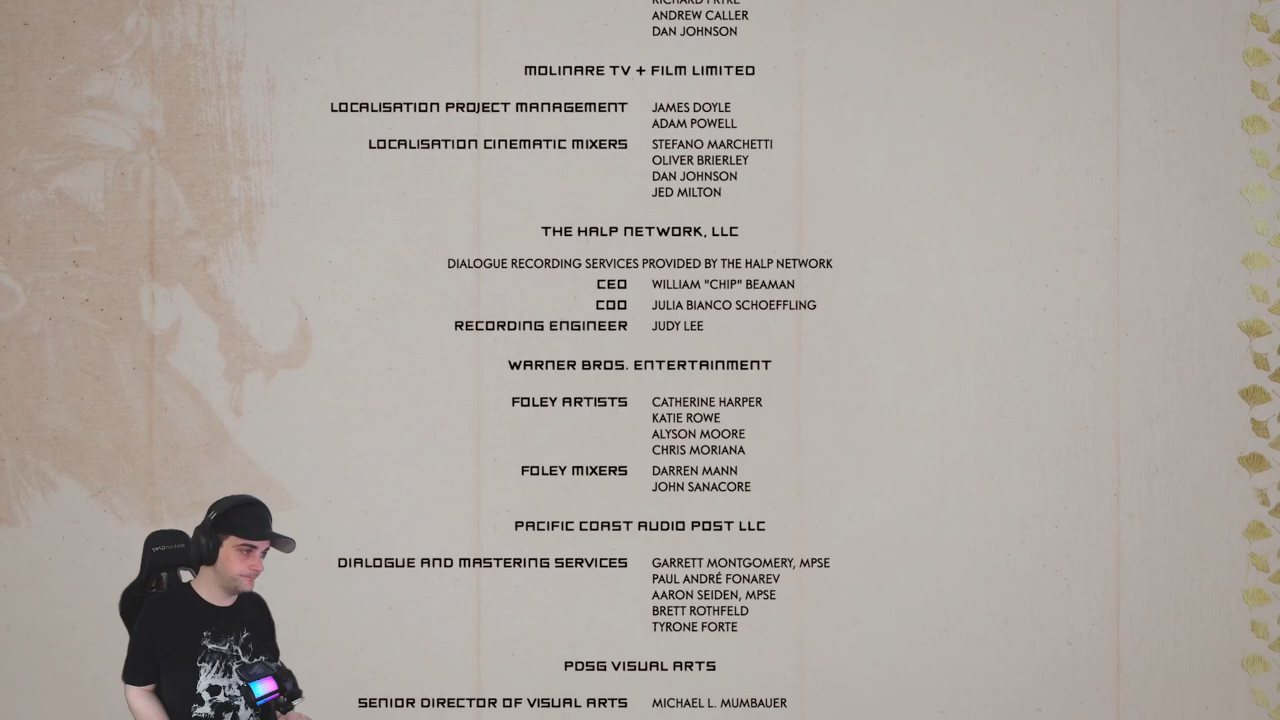 ANDREW CALLER
DAN JOHNSON
MOLINARE TV + FILM LIMITED
LOCALISATION PROJECT MANAGEMENT JAMES DOYLE
ADAM POWELL
LOCALISATION CINEMATIC MIXERS STEFANO MARCHETTI
OLIVER BRIERLEY
DAN JOHNSON
JED MILTON
THE HALP NETWORK, LLC
DIALOGUE RECORDING SERVICES PROVIDED BY THE HALP NETWORK
CEO WILLIAM "CHIP" BEAMAN
COO JULIA BIANCO SCHOEFFLING
RECORDING ENGINEER JUDY LEE
WARNER BROS. ENTERTAINMENT
FOLEY ARTISTS CATHERINE HARPER
KATIE ROWE
ALYSON MOORE
CHRIS MORIANA
FOLEY MIXERS DARREN MANN
JOHN SANACORE
PACIFIC COAST AUDIO POST LLC
DIALOGUE AND MASTERING SERVICES GARRETT MONTGOMERY, MPSE
PAUL ANDRÉ FONAREV
AARON SEIDEN, MPSE
BRETT ROTHFELD
TYRONE FORTE
PDSG VISUAL ARTS
SENIOR DIRECTOR OF VISUAL ARTS MICHAEL L. MUMBAUER